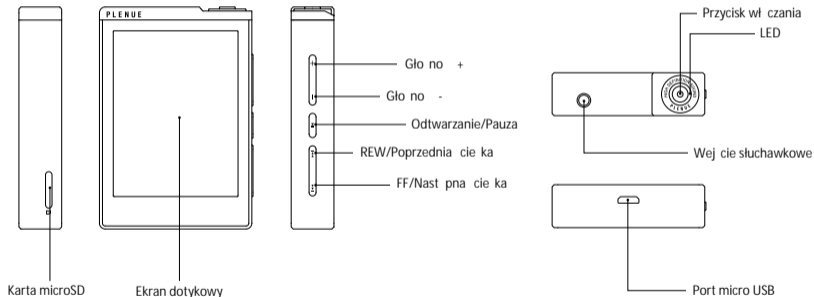 PLENUE
Przycisk wł czania
LED
Gło no +
Gło no -
Odtwarzanie/Pauza
REW/Poprzednia cie ka
FF/Nast pna cie ka
Wej cie słuchawkowe
Karta microSD
Ekran dotykowy
Port micro USB